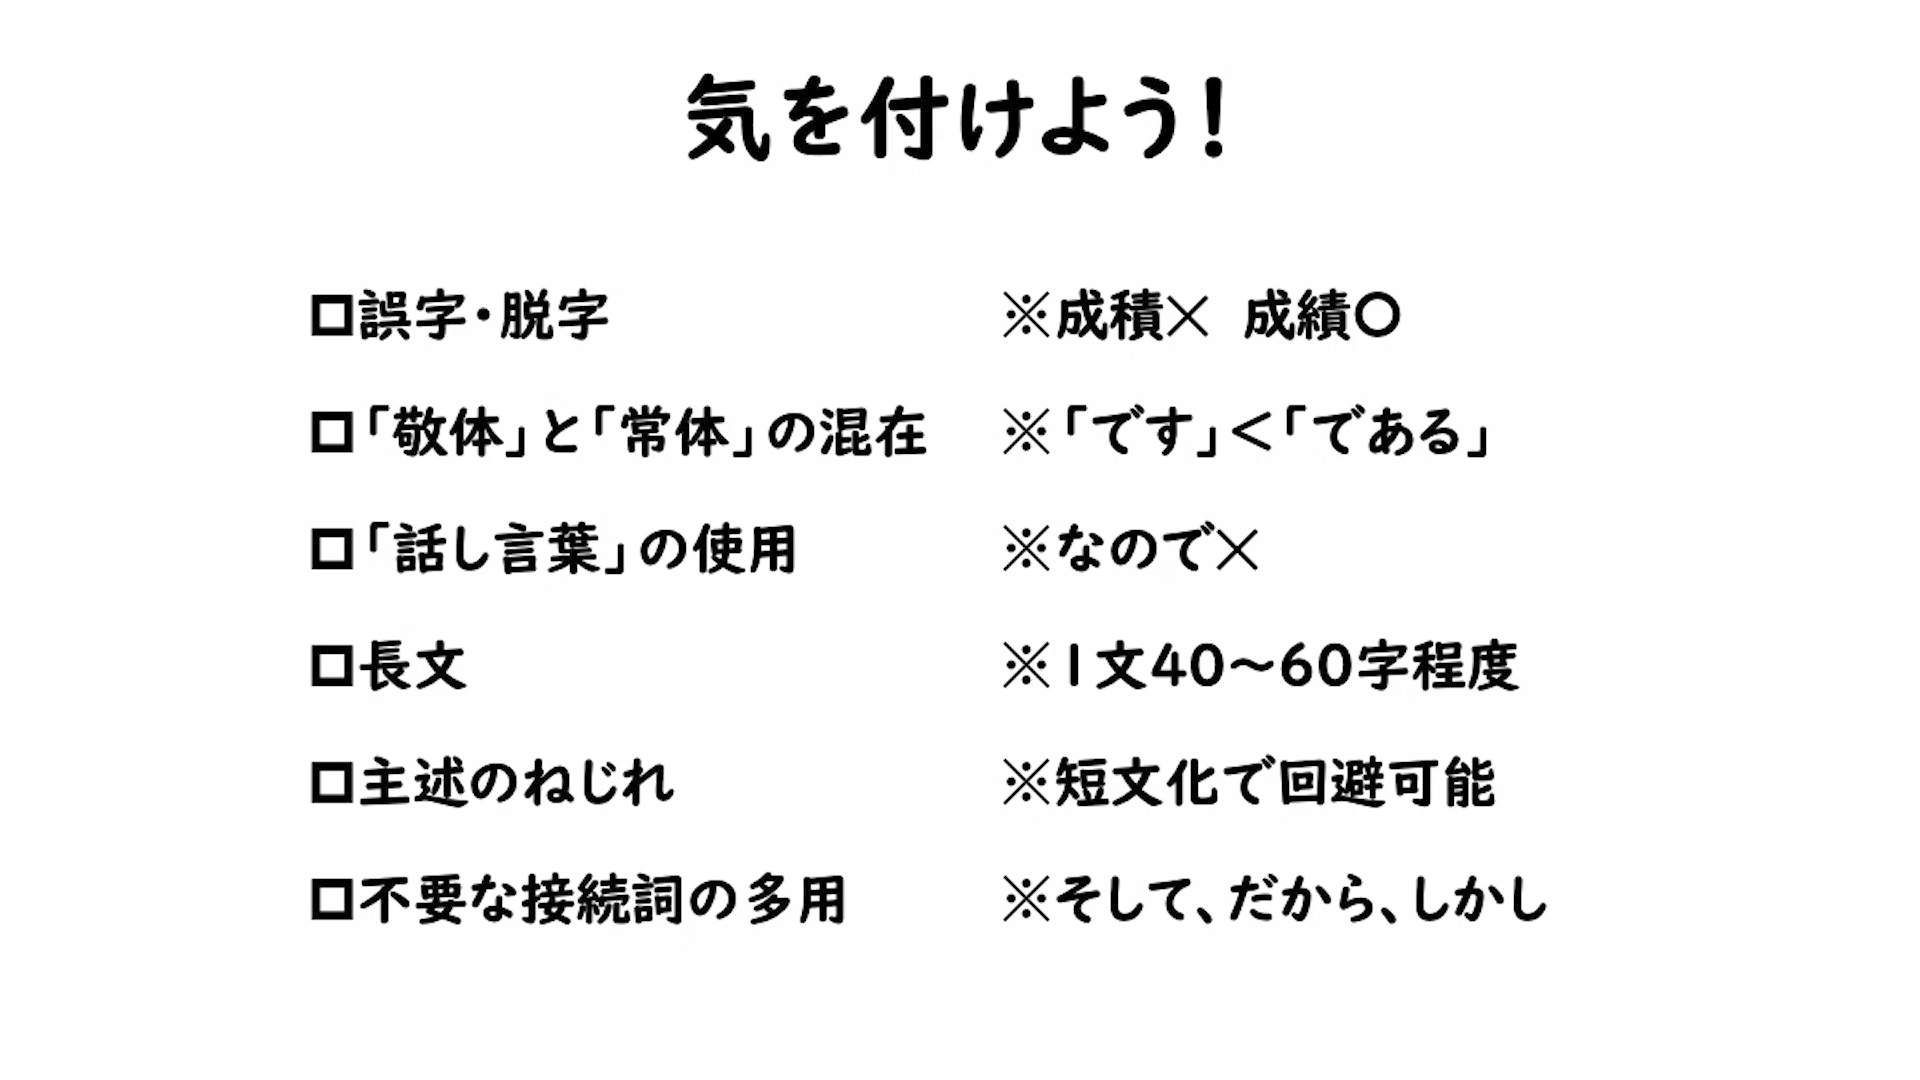 気を付けよう!
□誤字・脱字 ※成積× 成績〇
□「敬体」と「常体」の混在 ※「です」<「である」
□「話し言葉」の使用 ※なので×
□長文 ※1文40〜60字程度
□主述のねじれ ※短文化で回避可能
□不要な接続詞の多用 ※そして、だから、しかし